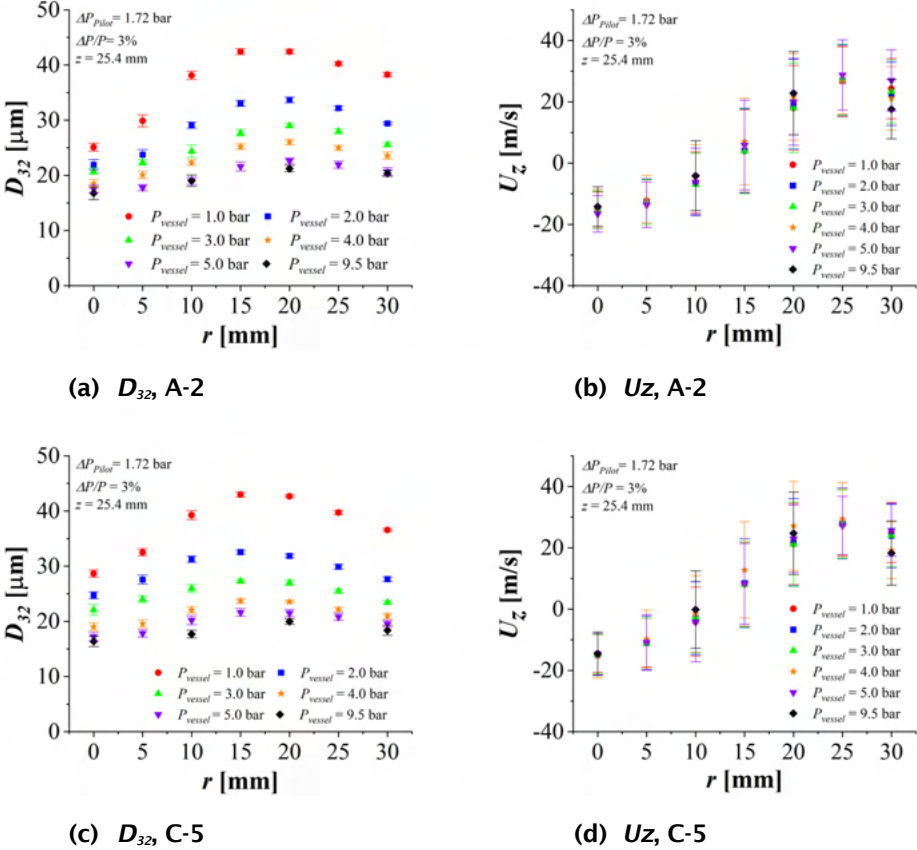 ΔP_Pilot = 1.72 bar
ΔP/P = 3%
z = 25.4 mm
D_32 [μm]
50
40
30
20
10
0
P_vessel = 1.0 bar P_vessel = 2.0 bar
P_vessel = 3.0 bar P_vessel = 4.0 bar
P_vessel = 5.0 bar P_vessel = 9.5 bar
0 5 10 15 20 25 30
r [mm]
(a) D_32, A-2
ΔP_Pilot = 1.72 bar
ΔP/P = 3%
z = 25.4 mm
U_Z [m/s]
40
20
0
-20
-40
P_vessel = 1.0 bar
P_vessel = 2.0 bar
P_vessel = 3.0 bar
P_vessel = 4.0 bar
P_vessel = 5.0 bar
P_vessel = 9.5 bar
0 5 10 15 20 25 30
r [mm]
(b) Uz, A-2
ΔP_Pilot = 1.72 bar
ΔP/P = 3%
z = 25.4 mm
D_32 [μm]
50
40
30
20
10
0
P_vessel = 1.0 bar P_vessel = 2.0 bar
P_vessel = 3.0 bar P_vessel = 4.0 bar
P_vessel = 5.0 bar P_vessel = 9.5 bar
0 5 10 15 20 25 30
r [mm]
(c) D_32, C-5
ΔP_Pilot = 1.72 bar
ΔP/P = 3%
z = 25.4 mm
U_Z [m/s]
40
20
0
-20
-40
P_vessel = 1.0 bar
P_vessel = 2.0 bar
P_vessel = 3.0 bar
P_vessel = 4.0 bar
P_vessel = 5.0 bar
P_vessel = 9.5 bar
0 5 10 15 20 25 30
r [mm]
(d) Uz, C-5